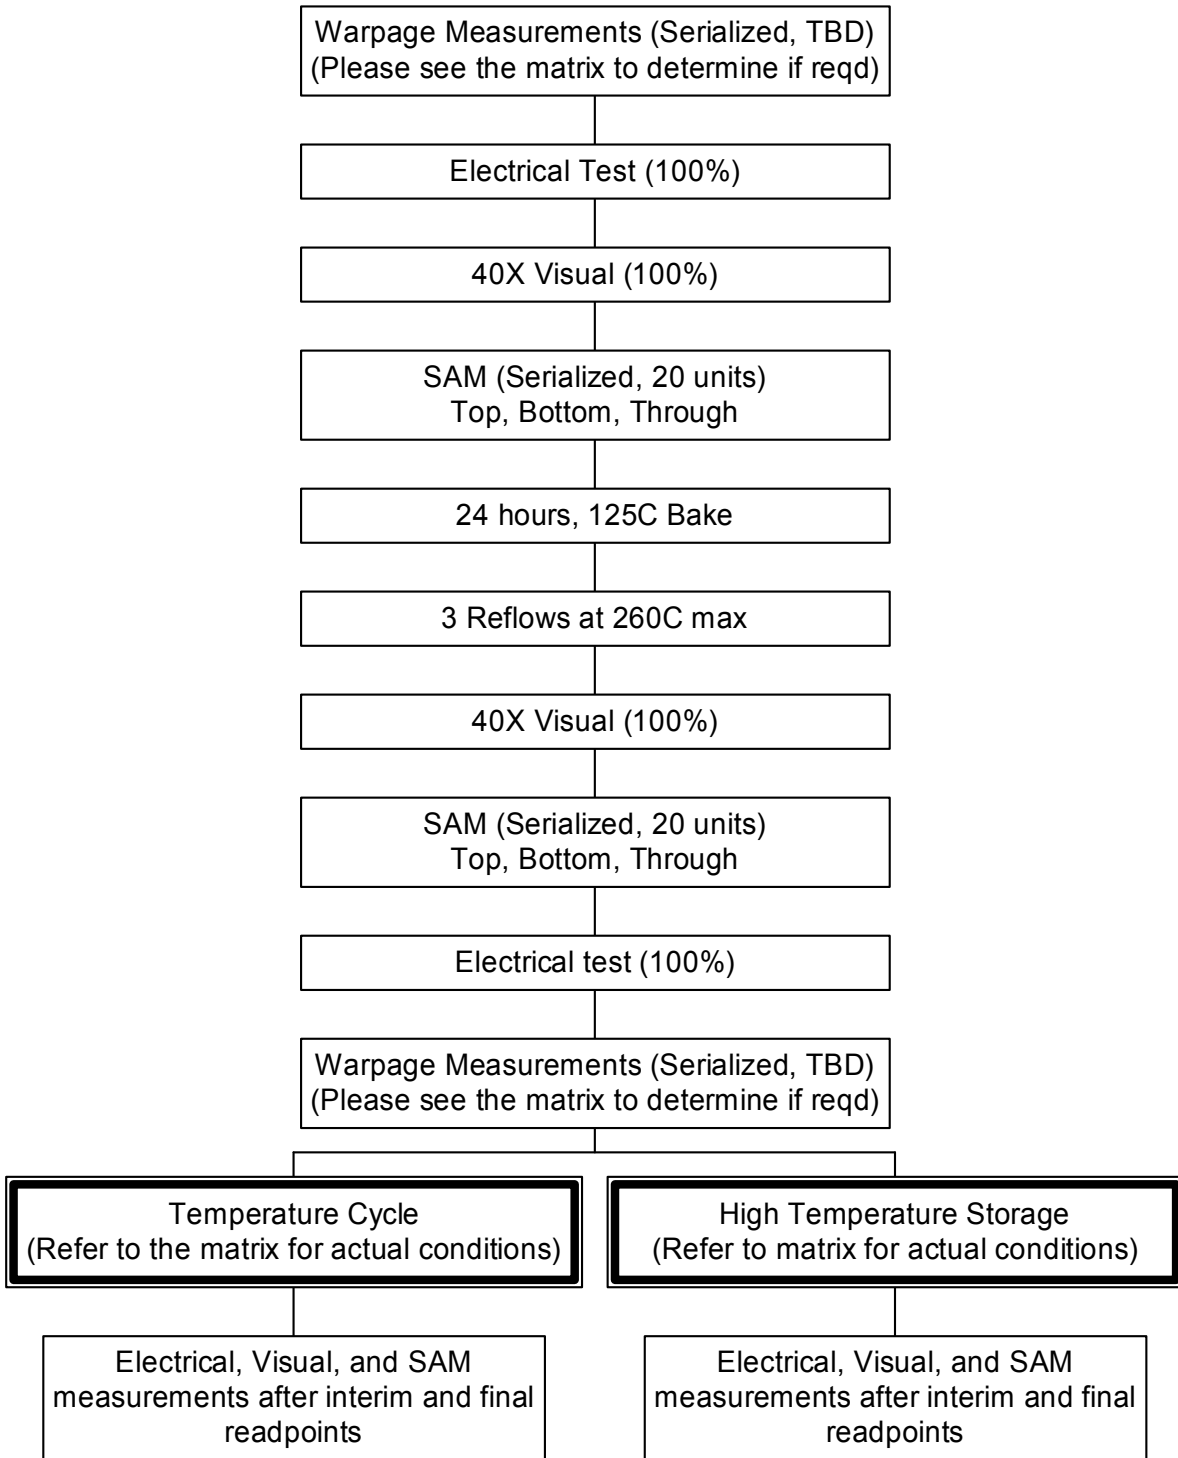 Warpage Measurements (Serialized, TBD)
(Please see the matrix to determine if reqd)
Electrical Test (100%)
40X Visual (100%)
SAM (Serialized, 20 units)
Top, Bottom, Through
24 hours, 125C Bake
3 Reflows at 260C max
40X Visual (100%)
SAM (Serialized, 20 units)
Top, Bottom, Through
Electrical test (100%)
Warpage Measurements (Serialized, TBD)
(Please see the matrix to determine if reqd)
Temperature Cycle
(Refer to the matrix for actual conditions)
High Temperature Storage
(Refer to matrix for actual conditions)
Electrical, Visual, and SAM
measurements after interim and final
readpoints
Electrical, Visual, and SAM
measurements after interim and final
readpoints